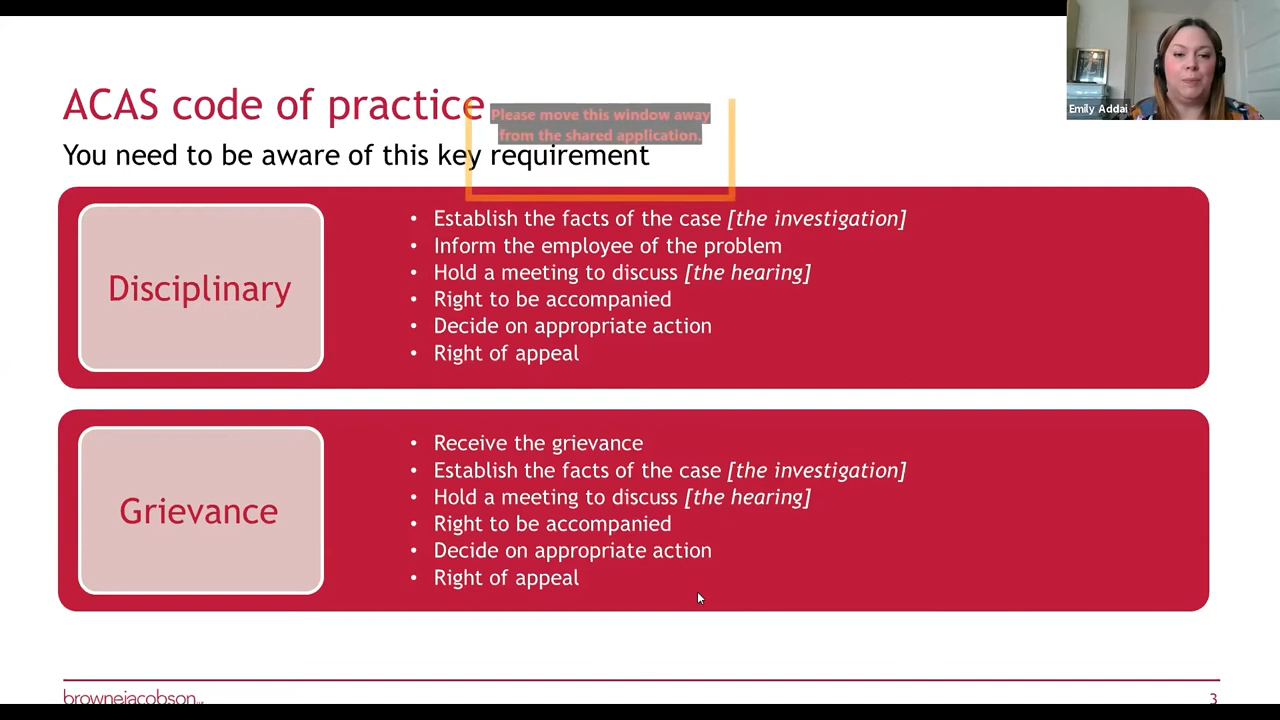 Emily Addai
ACAS code of practice
Please move this window away
from the shared application.
You need to be aware of this key requirement
Disciplinary
• Establish the facts of the case [the investigation]
• Inform the employee of the problem
• Hold a meeting to discuss [the hearing]
• Right to be accompanied
• Decide on appropriate action
• Right of appeal
Grievance
• Receive the grievance
• Establish the facts of the case [the investigation]
• Hold a meeting to discuss [the hearing]
• Right to be accompanied
• Decide on appropriate action
• Right of appeal
brownejacobson
3